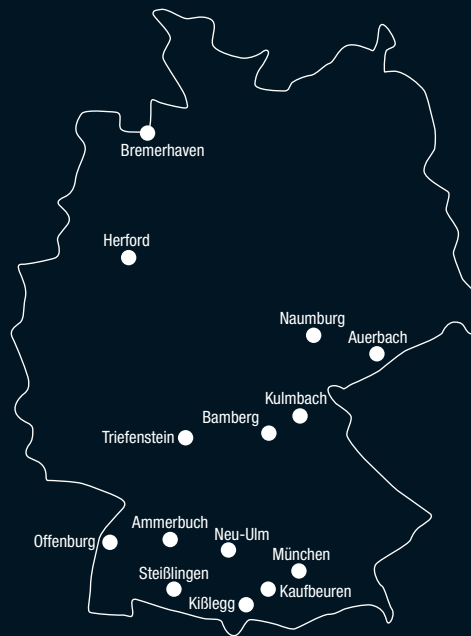 Bremerhaven
Herford
Naumburg
Auerbach
Kulmbach
Bamberg
Triefenstein
Ammerbuch
Offenburg
Neu-Ulm
München
Steißlingen
Kaufbeuren
Kißlegg